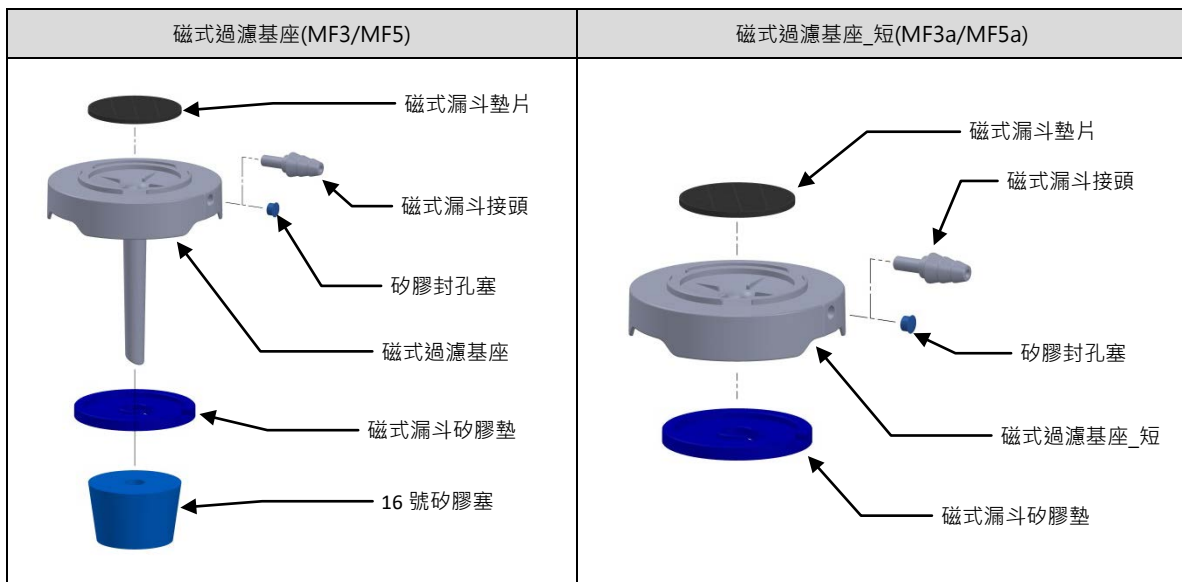 磁式過濾基座(MF3/MF5)
磁式過濾基座_短(MF3a/MF5a)
磁式漏斗墊片
磁式漏斗接頭
矽膠封孔塞
磁式過濾基座
磁式漏斗矽膠墊
16 號矽膠塞
磁式漏斗墊片
磁式漏斗接頭
矽膠封孔塞
磁式過濾基座_短
磁式漏斗矽膠墊